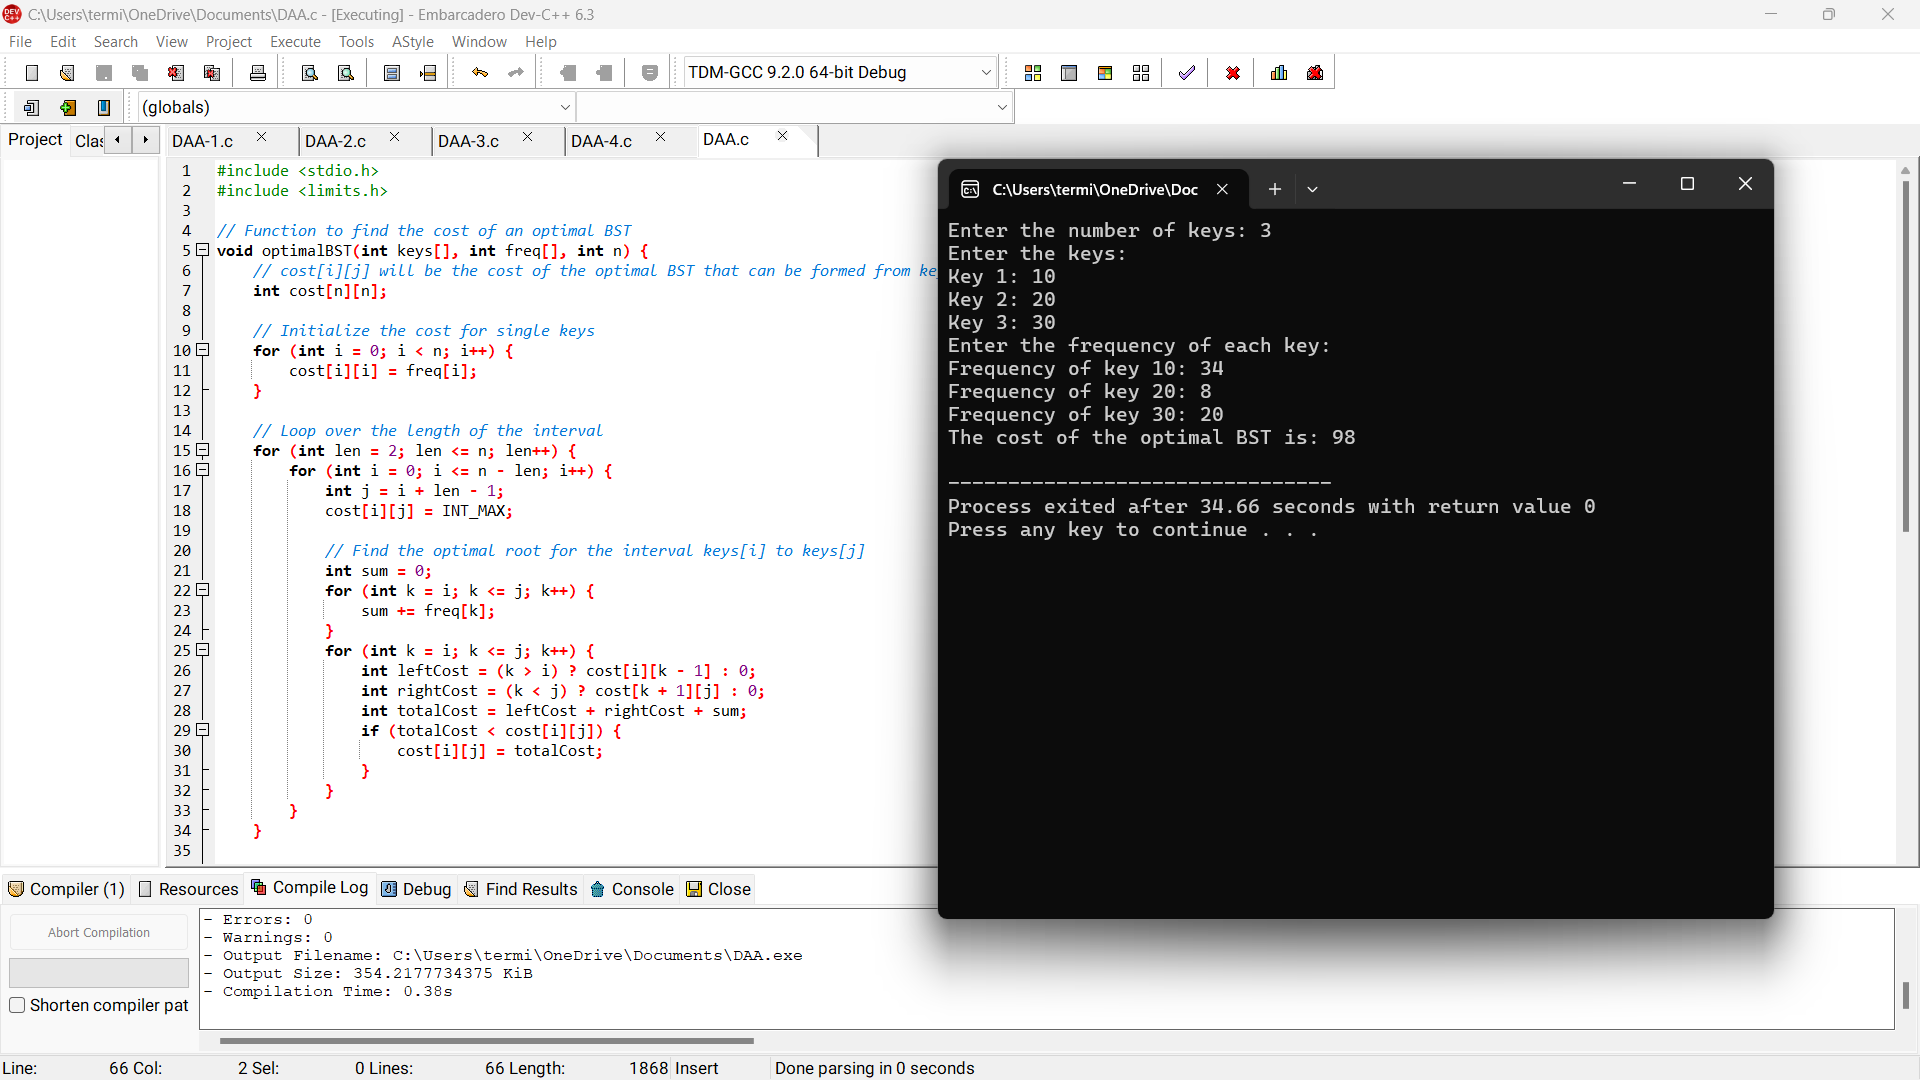 C:\Users\termi\OneDrive\Documents\DAA.c - [Executing] - Embarcadero Dev-C++ 6.3
File Edit Search View Project Execute Tools AStyle Window Help
TDM-GCC 9.2.0 64-bit Debug
(globals)
Project Clas DAA-1.c DAA-2.c DAA-3.c DAA-4.c DAA.c
1 #include <stdio.h>
2 #include <limits.h>
3
4 // Function to find the cost of an optimal BST
5 void optimalBST(int keys[], int freq[], int n) {
6 // cost[i][j] will be the cost of the optimal BST that can be formed from ke
7 int cost[n][n];
8
9 // Initialize the cost for single keys
10 for (int i = 0; i < n; i++) {
11 cost[i][i] = freq[i];
12 }
13
14 // Loop over the length of the interval
15 for (int len = 2; len <= n; len++) {
16 for (int i = 0; i <= n - len; i++) {
17 int j = i + len - 1;
18 cost[i][j] = INT_MAX;
19
20 // Find the optimal root for the interval keys[i] to keys[j]
21 int sum = 0;
22 for (int k = i; k <= j; k++) {
23 sum += freq[k];
24 }
25 for (int k = i; k <= j; k++) {
26 int leftCost = (k > i) ? cost[i][k - 1] : 0;
27 int rightCost = (k < j) ? cost[k + 1][j] : 0;
28 int totalCost = leftCost + rightCost + sum;
29 if (totalCost < cost[i][j]) {
30 cost[i][j] = totalCost;
31 }
32 }
33 }
34 }
35
C:\Users\termi\OneDrive\Doc
Enter the number of keys: 3
Enter the keys:
Key 1: 10
Key 2: 20
Key 3: 30
Enter the frequency of each key:
Frequency of key 10: 34
Frequency of key 20: 8
Frequency of key 30: 20
The cost of the optimal BST is: 98
--------------------------------
Process exited after 34.66 seconds with return value 0
Press any key to continue . . .
Compiler (1) Resources Compile Log Debug Find Results Console Close
Abort Compilation
Shorten compiler pat
- Errors: 0
- Warnings: 0
- Output Filename: C:\Users\termi\OneDrive\Documents\DAA.exe
- Output Size: 354.2177734375 KiB
- Compilation Time: 0.38s
Line: 66 Col: 2 Sel: 0 Lines: 66 Length: 1868 Insert Done parsing in 0 seconds